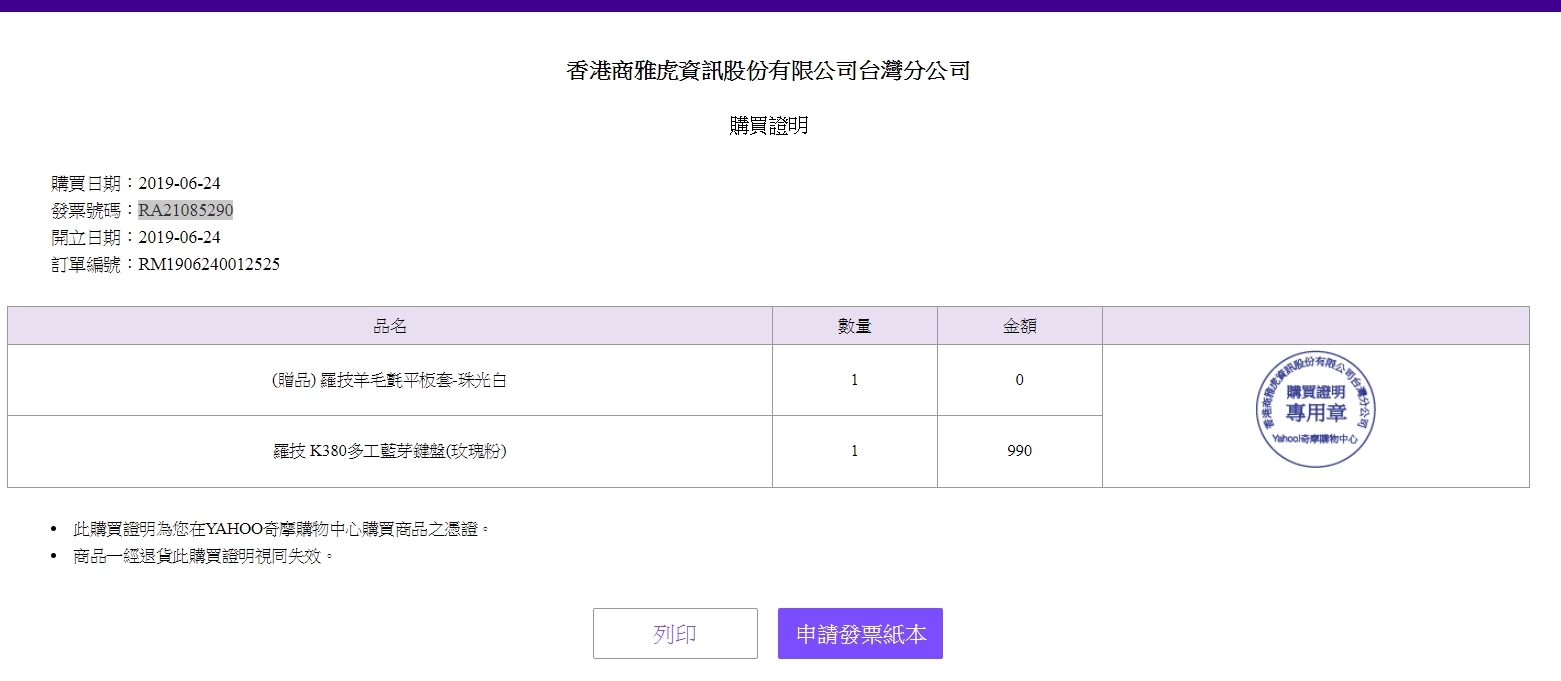 香港商雅虎資訊股份有限公司台灣分公司
購買證明
購買日期：2019-06-24
發票號碼：RA21085290
開立日期：2019-06-24
訂單編號：RM1906240012525
品名 數量 金額
(贈品) 羅技羊毛氈平板套-珠光白 1 0
羅技 K380多工藍芽鍵盤(玫瑰粉) 1 990
香港商雅虎資訊股份有限公司台灣分公司
購買證明
專用章
Yahoo!奇摩購物中心
• 此購買證明為您在YAHOO奇摩購物中心購買商品之憑證。
• 商品一經退貨此購買證明視同失效。
列印 申請發票紙本